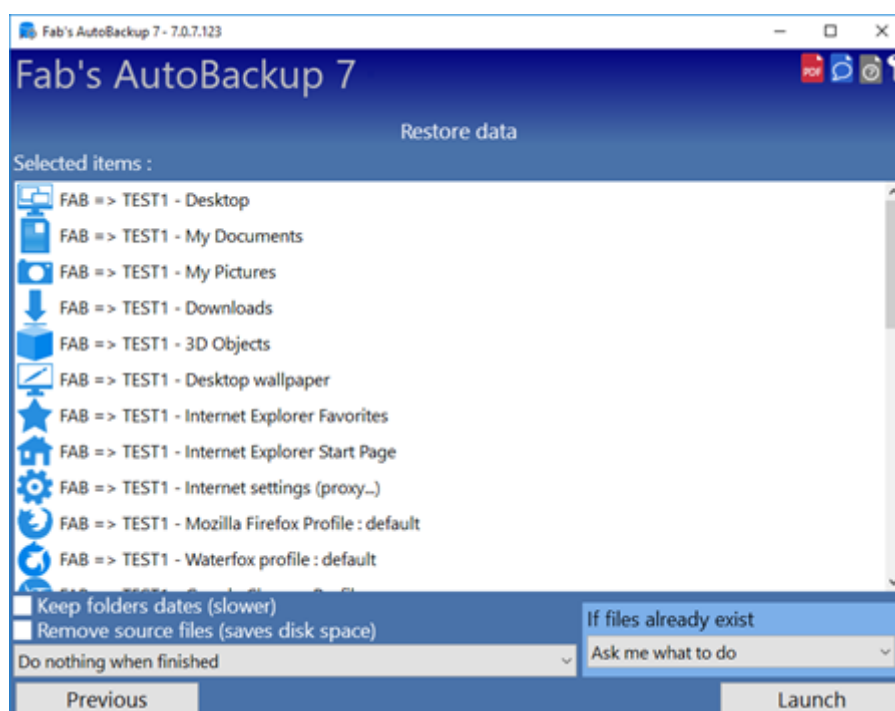 Fab's AutoBackup 7 - 7.0.7.123
Fab's AutoBackup 7
PDF
Restore data
Selected items :
FAB => TEST1 - Desktop
FAB => TEST1 - My Documents
FAB => TEST1 - My Pictures
FAB => TEST1 - Downloads
FAB => TEST1 - 3D Objects
FAB => TEST1 - Desktop wallpaper
FAB => TEST1 - Internet Explorer Favorites
FAB => TEST1 - Internet Explorer Start Page
FAB => TEST1 - Internet settings (proxy...)
FAB => TEST1 - Mozilla Firefox Profile : default
FAB => TEST1 - Waterfox profile : default
Keep folders dates (slower)
Remove source files (saves disk space)
Do nothing when finished
If files already exist
Ask me what to do
Previous
Launch